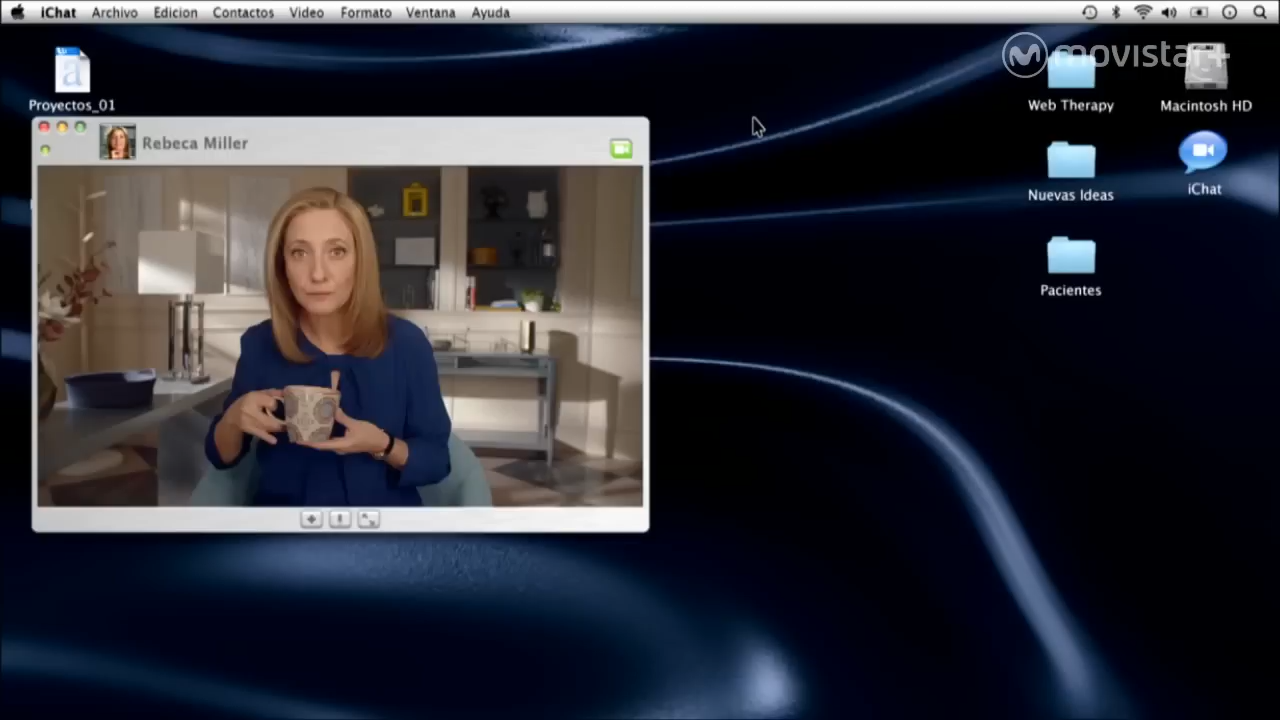 iChat Archivo Edicion Contactos Video Formato Ventana Ayuda
movistar+
Proyectos_01
Web Therapy
Macintosh HD
Rebeca Miller
Nuevas Ideas
iChat
Pacientes